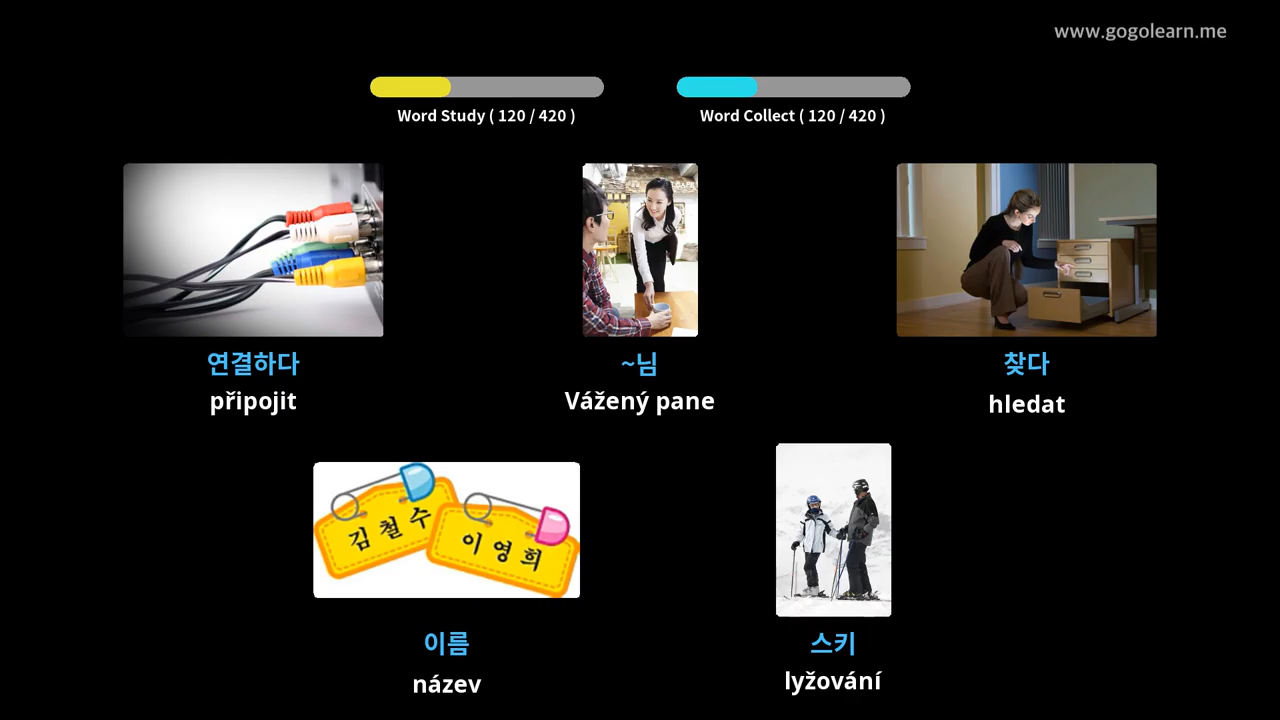 www.gogolearn.me
Word Study ( 120 / 420 )
Word Collect ( 120 / 420 )
연결하다
připojit
~님
Vážený pane
찾다
hledat
김철수
이영희
이름
název
스키
lyžování